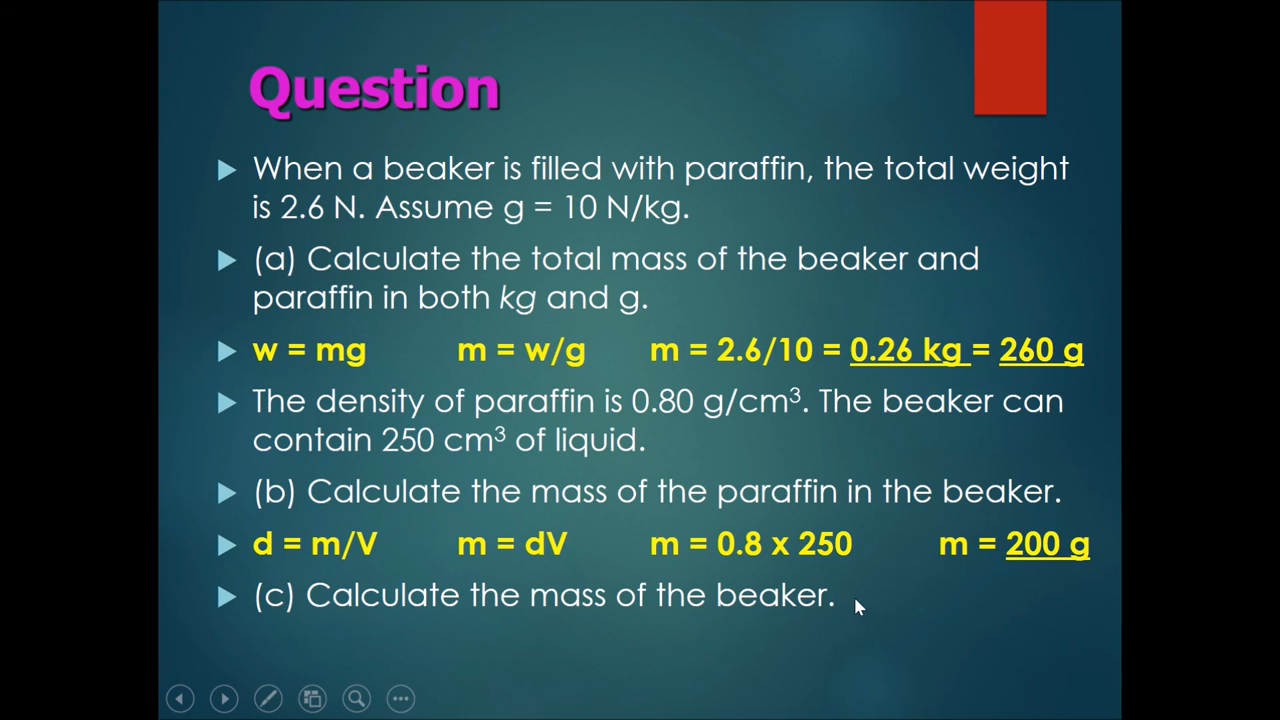 Question
When a beaker is filled with paraffin, the total weight
is 2.6 N. Assume g = 10 N/kg.
(a) Calculate the total mass of the beaker and
paraffin in both kg and g.
w = mg m = w/g m = 2.6/10 = 0.26 kg = 260 g
The density of paraffin is 0.80 g/cm³. The beaker can
contain 250 cm³ of liquid.
(b) Calculate the mass of the paraffin in the beaker.
d = m/V m = dV m = 0.8 x 250 m = 200 g
(c) Calculate the mass of the beaker.